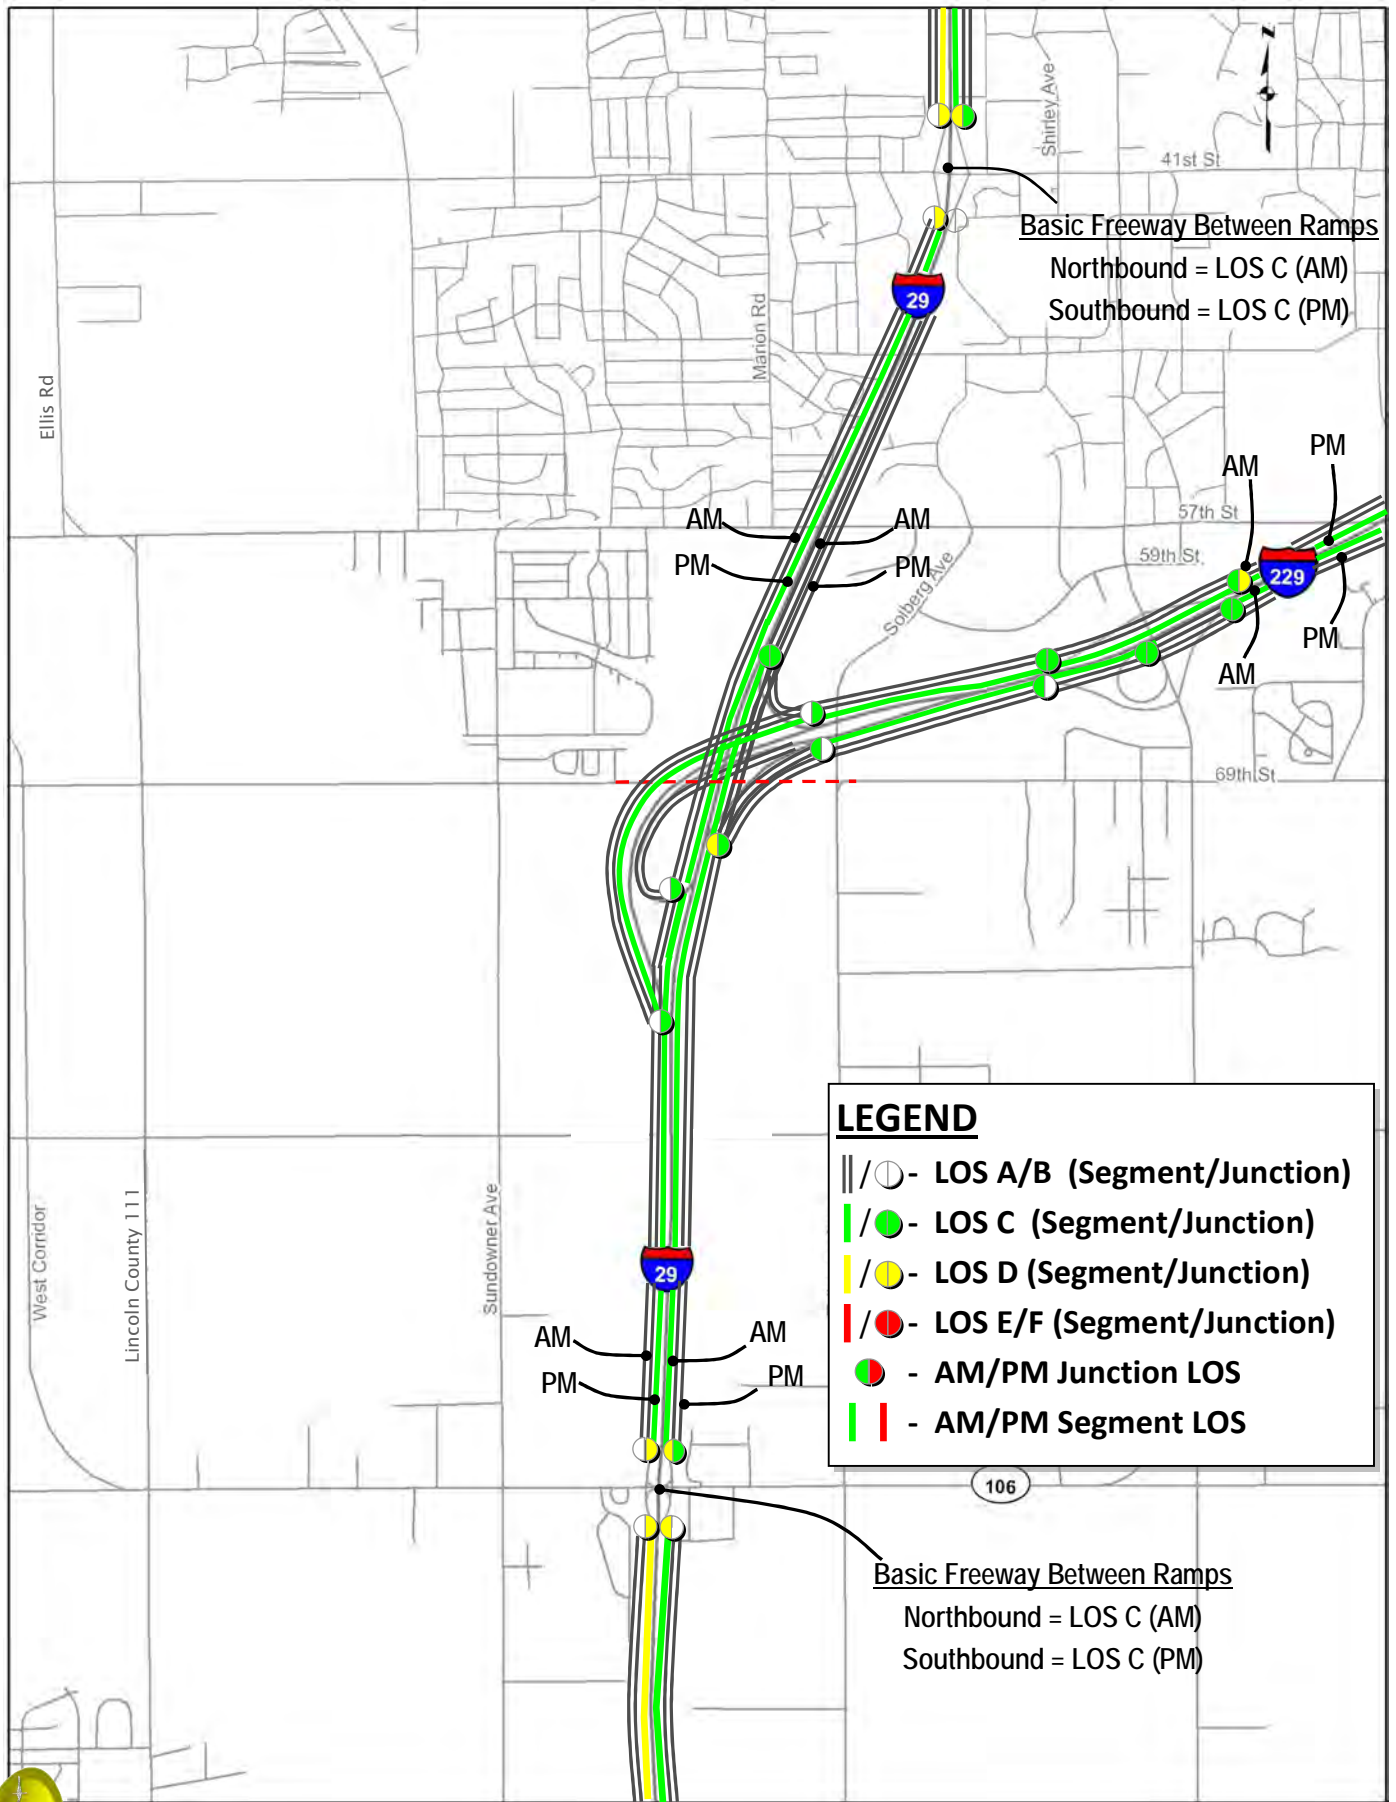 Z
Shirley Ave
41st St
Basic Freeway Between Ramps
Northbound = LOS C (AM)
Southbound = LOS C (PM)
29
Marion Rd
Ellis Rd
PM
AM
57th St
AM
AM
59th St
PM
PM
229
Solberg Ave
PM
AM
69th St
LEGEND
/ - LOS A/B (Segment/Junction)
/ - LOS C (Segment/Junction)
/ - LOS D (Segment/Junction)
/ - LOS E/F (Segment/Junction)
- AM/PM Junction LOS
- AM/PM Segment LOS
West Corridor
Lincoln County 111
Sundowner Ave
29
AM
AM
PM
PM
106
Basic Freeway Between Ramps
Northbound = LOS C (AM)
Southbound = LOS C (PM)